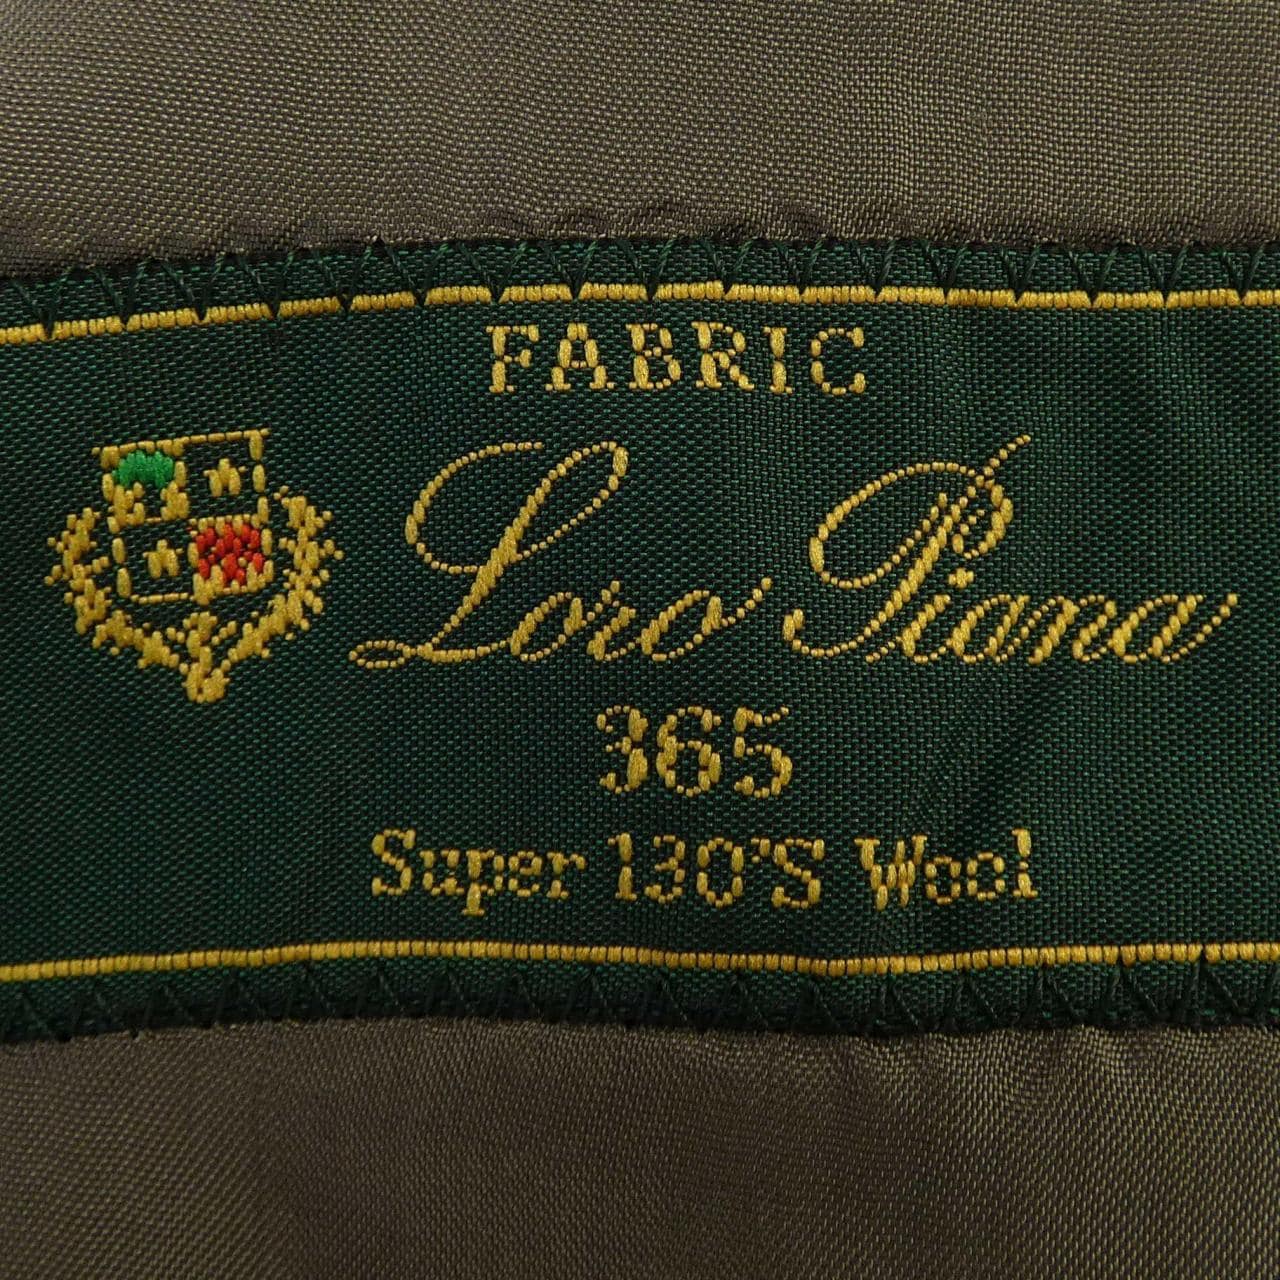 FABRIC
Loro Piana
365
Super 130'S Wool